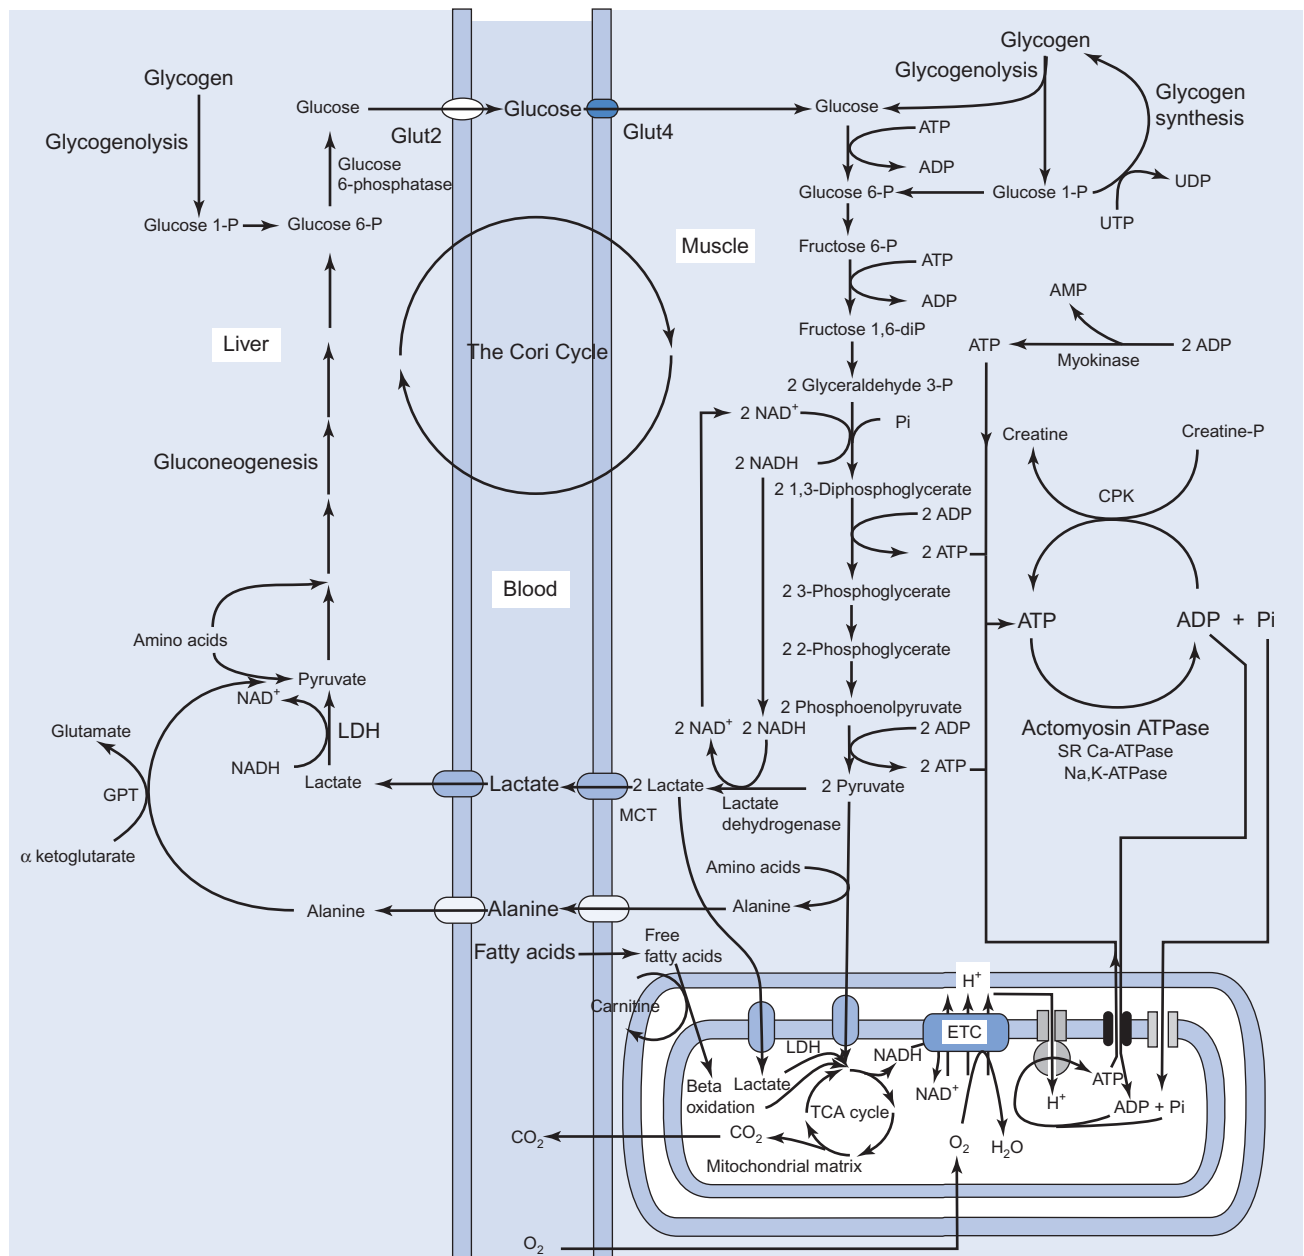 Glycogen
Glycogenolysis
Glucose 1-P
Glucose 6-P
Glucose
6-phosphatase
Glucose
Glut2
Glucose
Glut4
Liver
Gluconeogenesis
Amino acids
Pyruvate
NAD+
LDH
NADH
Lactate
Glutamate
GPT
α ketoglutarate
Alanine
The Cori Cycle
Blood
Lactate
Alanine
Fatty acids
CO2
O2
Muscle
Glycogen
Glycogenolysis
Glycogen
synthesis
Glucose
ATP
ADP
Glucose 6-P
Glucose 1-P
UDP
UTP
Fructose 6-P
ATP
ADP
Fructose 1,6-diP
2 Glyceraldehyde 3-P
2 NAD+
Pi
2 NADH
2 1,3-Diphosphoglycerate
2 ADP
2 ATP
2 3-Phosphoglycerate
2 2-Phosphoglycerate
2 Phosphoenolpyruvate
2 NAD+
2 NADH
2 ADP
2 ATP
2 Lactate
2 Pyruvate
MCT
Lactate
dehydrogenase
Amino acids
Alanine
AMP
ATP
2 ADP
Myokinase
Creatine
Creatine-P
CPK
ATP
ADP + Pi
Actomyosin ATPase
SR Ca-ATPase
Na,K-ATPase
Free
fatty acids
Carnitine
H+
ETC
LDH
NADH
Beta
oxidation
Lactate
NAD+
TCA cycle
CO2
Mitochondrial matrix
O2
H2O
H+
ATP
ADP + Pi